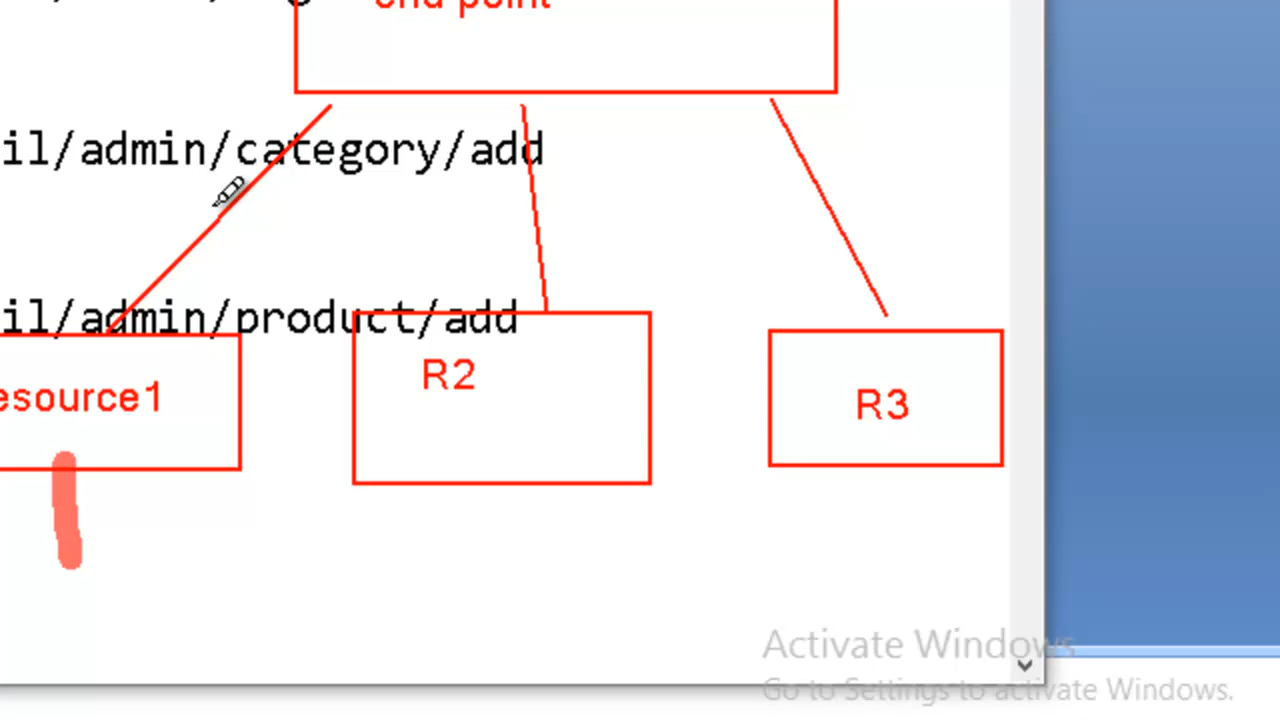 end point
il/admin/category/add
il/admin/product/add
esource1
R2
R3
Activate Windows
Go to Settings to activate Windows.